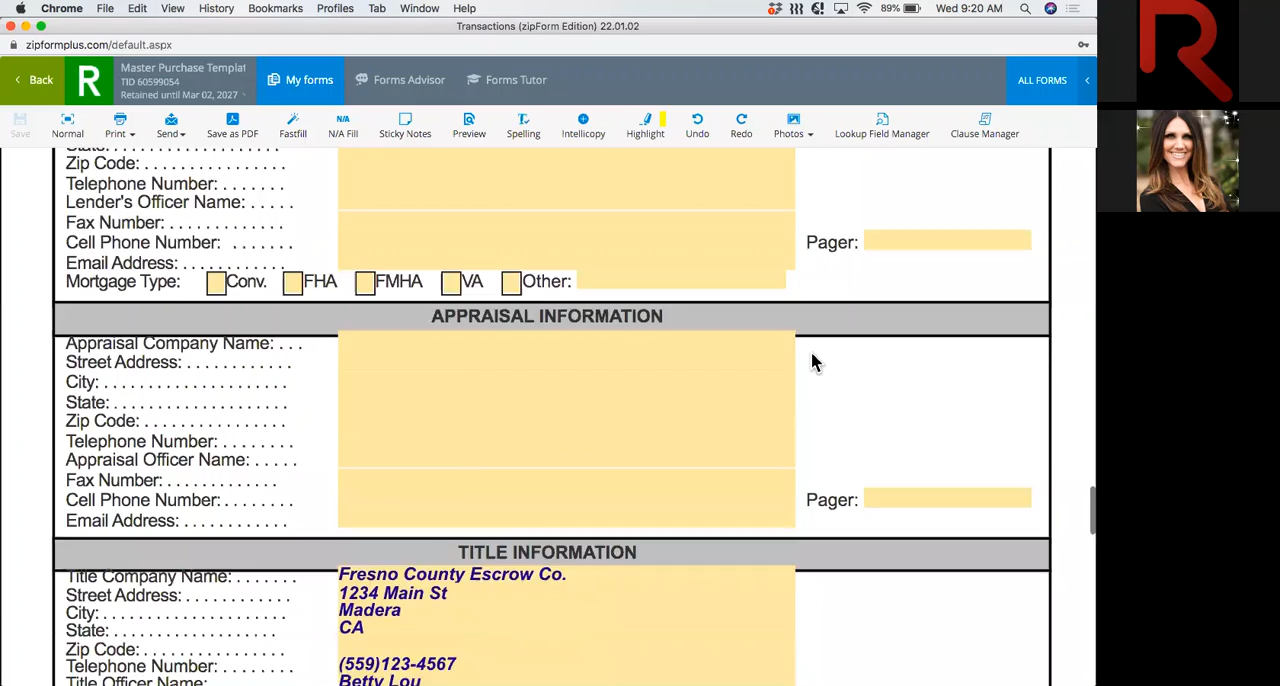 Chrome File Edit View History Bookmarks Profiles Tab Window Help 89% Wed 9:20 AM
Transactions (zipForm Edition) 22.01.02
zipformplus.com/default.aspx
Back
R
Master Purchase Templat
TID 60599054
Retained until Mar 02, 2027
My forms
Forms Advisor
Forms Tutor
ALL FORMS
Save Normal Print Send Save as PDF Fastfill N/A Fill Sticky Notes Preview Spelling Intellicopy Highlight Undo Redo Photos Lookup Field Manager Clause Manager
N/A
State: . . . . . . . . . . . . . . . . . .
Zip Code: . . . . . . . . . . . . . . .
Telephone Number: . . . . . . .
Lender's Officer Name: . . . . .
Fax Number: . . . . . . . . . . . . .
Cell Phone Number: . . . . . . . Pager:
Email Address: . . . . . . . . . . . .
Mortgage Type: Conv. FHA FMHA VA Other:
APPRAISAL INFORMATION
Appraisal Company Name: . . .
Street Address: . . . . . . . . . . . .
City: . . . . . . . . . . . . . . . . . . . .
State: . . . . . . . . . . . . . . . . . . .
Zip Code: . . . . . . . . . . . . . . .
Telephone Number: . . . . . . . .
Appraisal Officer Name: . . . . .
Fax Number: . . . . . . . . . . . . .
Cell Phone Number: . . . . . . . . Pager:
Email Address: . . . . . . . . . . . .
TITLE INFORMATION
Title Company Name: . . . . . . . Fresno County Escrow Co.
Street Address: . . . . . . . . . . . . 1234 Main St
City: . . . . . . . . . . . . . . . . . . . . Madera
State: . . . . . . . . . . . . . . . . . . CA
Zip Code: . . . . . . . . . . . . . . .
Telephone Number: . . . . . . . . (559)123-4567
Title Officer Name: Betty Lou
R